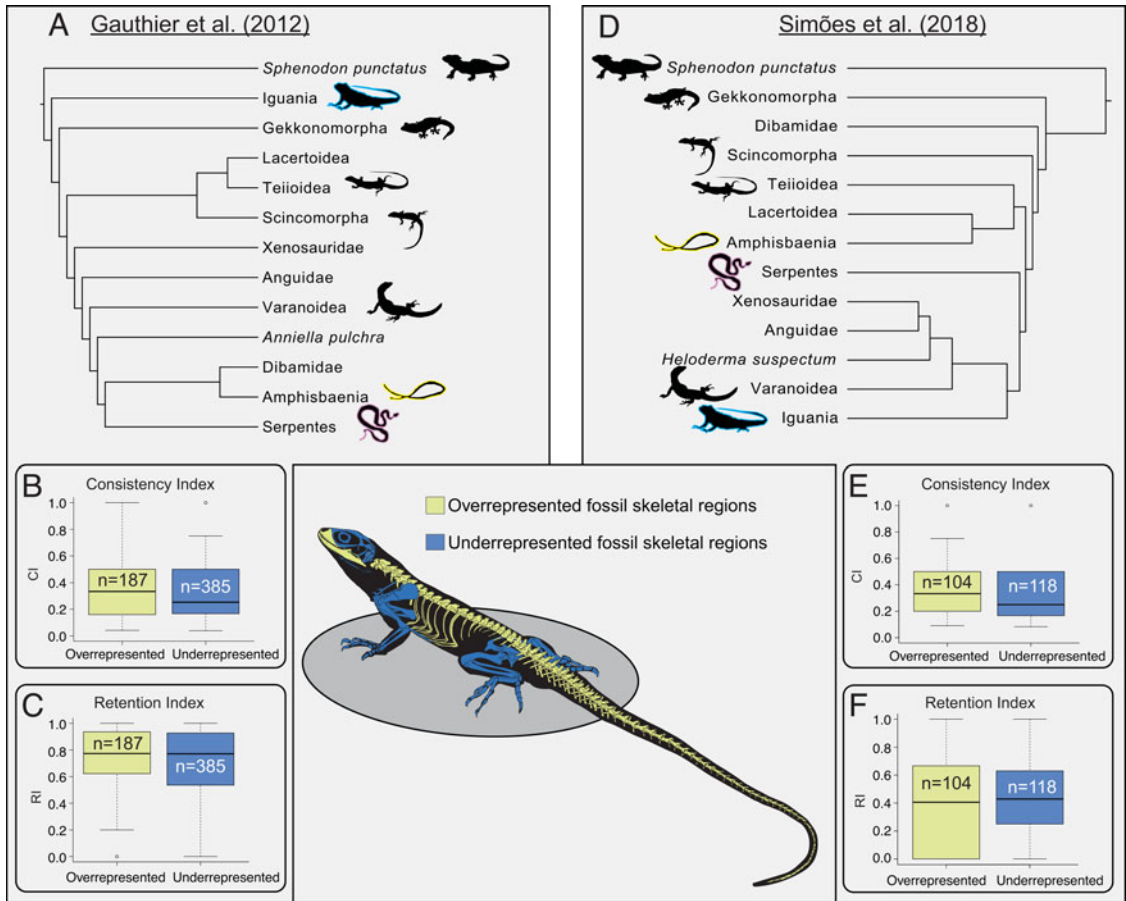 A Gauthier et al. (2012)
Sphenodon punctatus
Iguania
Gekkonomorpha
Lacertoidea
Teiioidea
Scincomorpha
Xenosauridae
Anguidae
Varanoidea
Anniella pulchra
Dibamidae
Amphisbaenia
Serpentes
D Simões et al. (2018)
Sphenodon punctatus
Gekkonomorpha
Dibamidae
Scincomorpha
Teiioidea
Lacertoidea
Amphisbaenia
Serpentes
Xenosauridae
Anguidae
Heloderma suspectum
Varanoidea
Iguania
B Consistency Index
CI
1.0
0.8
0.6
0.4
0.2
0.0
n=187
n=385
Overrepresented Underrepresented
C Retention Index
RI
1.0
0.8
0.6
0.4
0.2
0.0
n=187
n=385
Overrepresented Underrepresented
Overrepresented fossil skeletal regions
Underrepresented fossil skeletal regions
E Consistency Index
CI
1.0
0.8
0.6
0.4
0.2
0.0
n=104
n=118
Overrepresented Underrepresented
F Retention Index
RI
1.0
0.8
0.6
0.4
0.2
0.0
n=104
n=118
Overrepresented Underrepresented